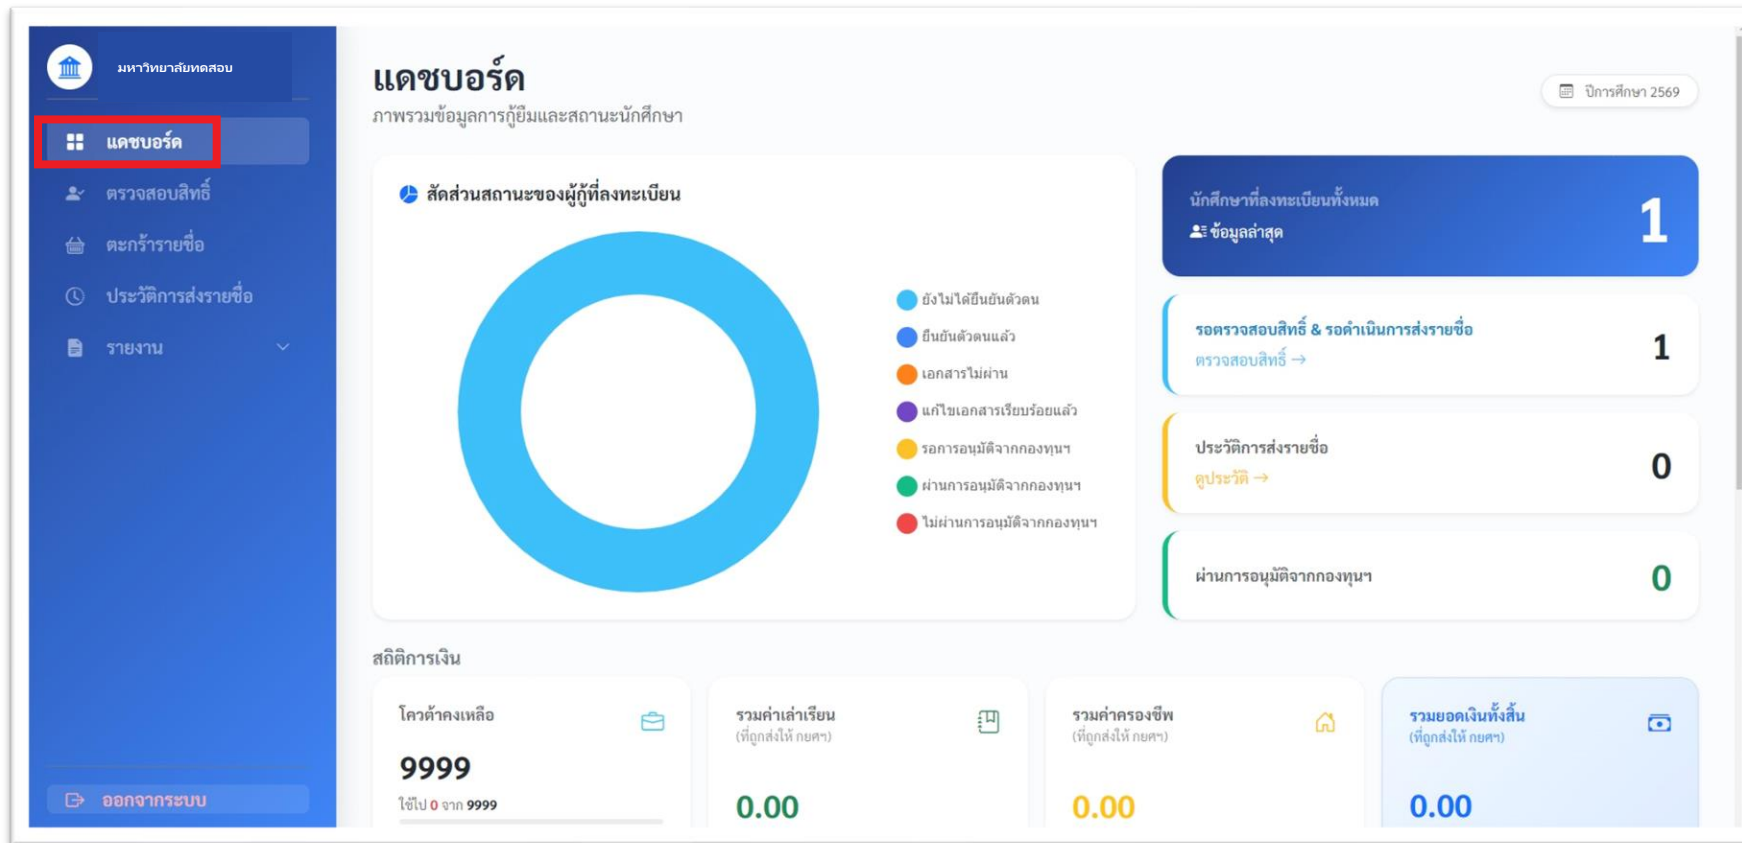 มหาวิทยาลัยทดสอบ
แดชบอร์ด
ตรวจสอบสิทธิ์
ตะกร้ารายชื่อ
ประวัติการส่งรายชื่อ
รายงาน
ออกจากระบบ
แดชบอร์ด
ภาพรวมข้อมูลการกู้ยืมและสถานะนักศึกษา
ปีการศึกษา 2569
สัดส่วนสถานะของผู้กู้ที่ลงทะเบียน
ยังไม่ได้ยืนยันตัวตน
ยืนยันตัวตนแล้ว
เอกสารไม่ผ่าน
แก้ไขเอกสารเรียบร้อยแล้ว
รอการอนุมัติจากกองทุนฯ
ผ่านการอนุมัติจากกองทุนฯ
ไม่ผ่านการอนุมัติจากกองทุนฯ
นักศึกษาที่ลงทะเบียนทั้งหมด
ข้อมูลล่าสุด
1
รอตรวจสอบสิทธิ์ & รอดำเนินการส่งรายชื่อ
ตรวจสอบสิทธิ์ →
1
ประวัติการส่งรายชื่อ
ดูประวัติ →
0
ผ่านการอนุมัติจากกองทุนฯ
0
สถิติการเงิน
โควต้าคงเหลือ
9999
ใช้ไป 0 จาก 9999
รวมค่าเล่าเรียน
(ที่ถูกส่งให้ กยศฯ)
0.00
รวมค่าครองชีพ
(ที่ถูกส่งให้ กยศฯ)
0.00
รวมยอดเงินทั้งสิ้น
(ที่ถูกส่งให้ กยศฯ)
0.00